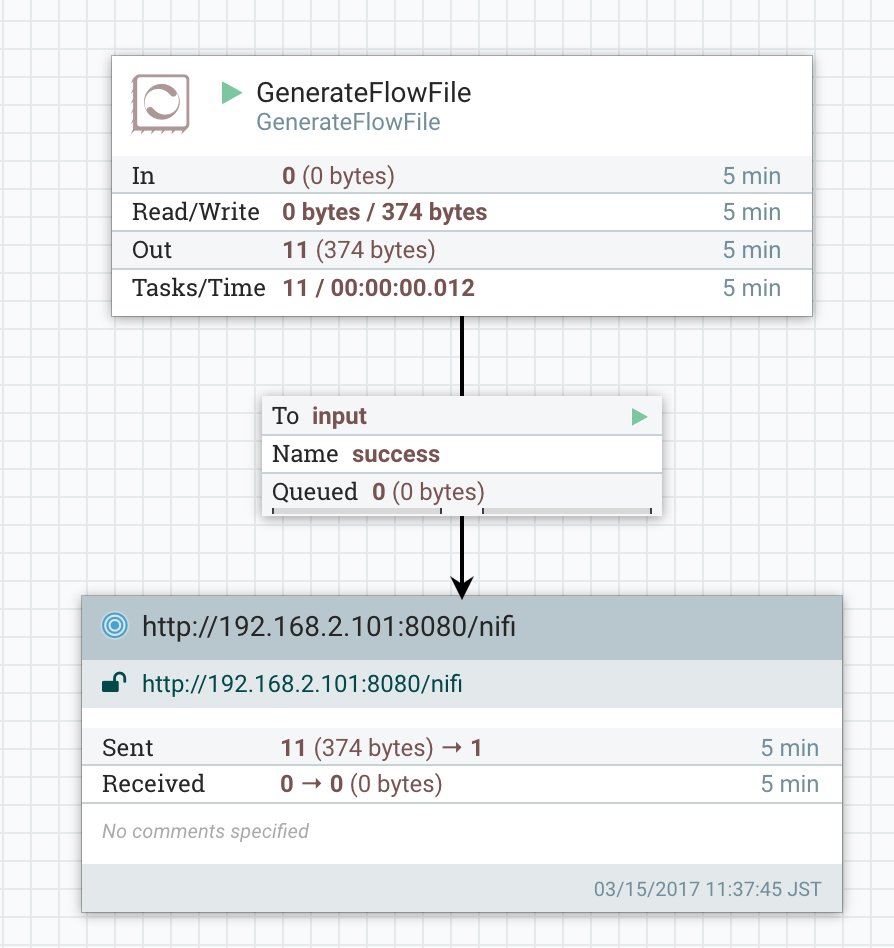 GenerateFlowFile
GenerateFlowFile
In 0 (0 bytes) 5 min
Read/Write 0 bytes / 374 bytes 5 min
Out 11 (374 bytes) 5 min
Tasks/Time 11 / 00:00:00.012 5 min
To input
Name success
Queued 0 (0 bytes)
http://192.168.2.101:8080/nifi
http://192.168.2.101:8080/nifi
Sent 11 (374 bytes) → 1 5 min
Received 0 → 0 (0 bytes) 5 min
No comments specified
03/15/2017 11:37:45 JST